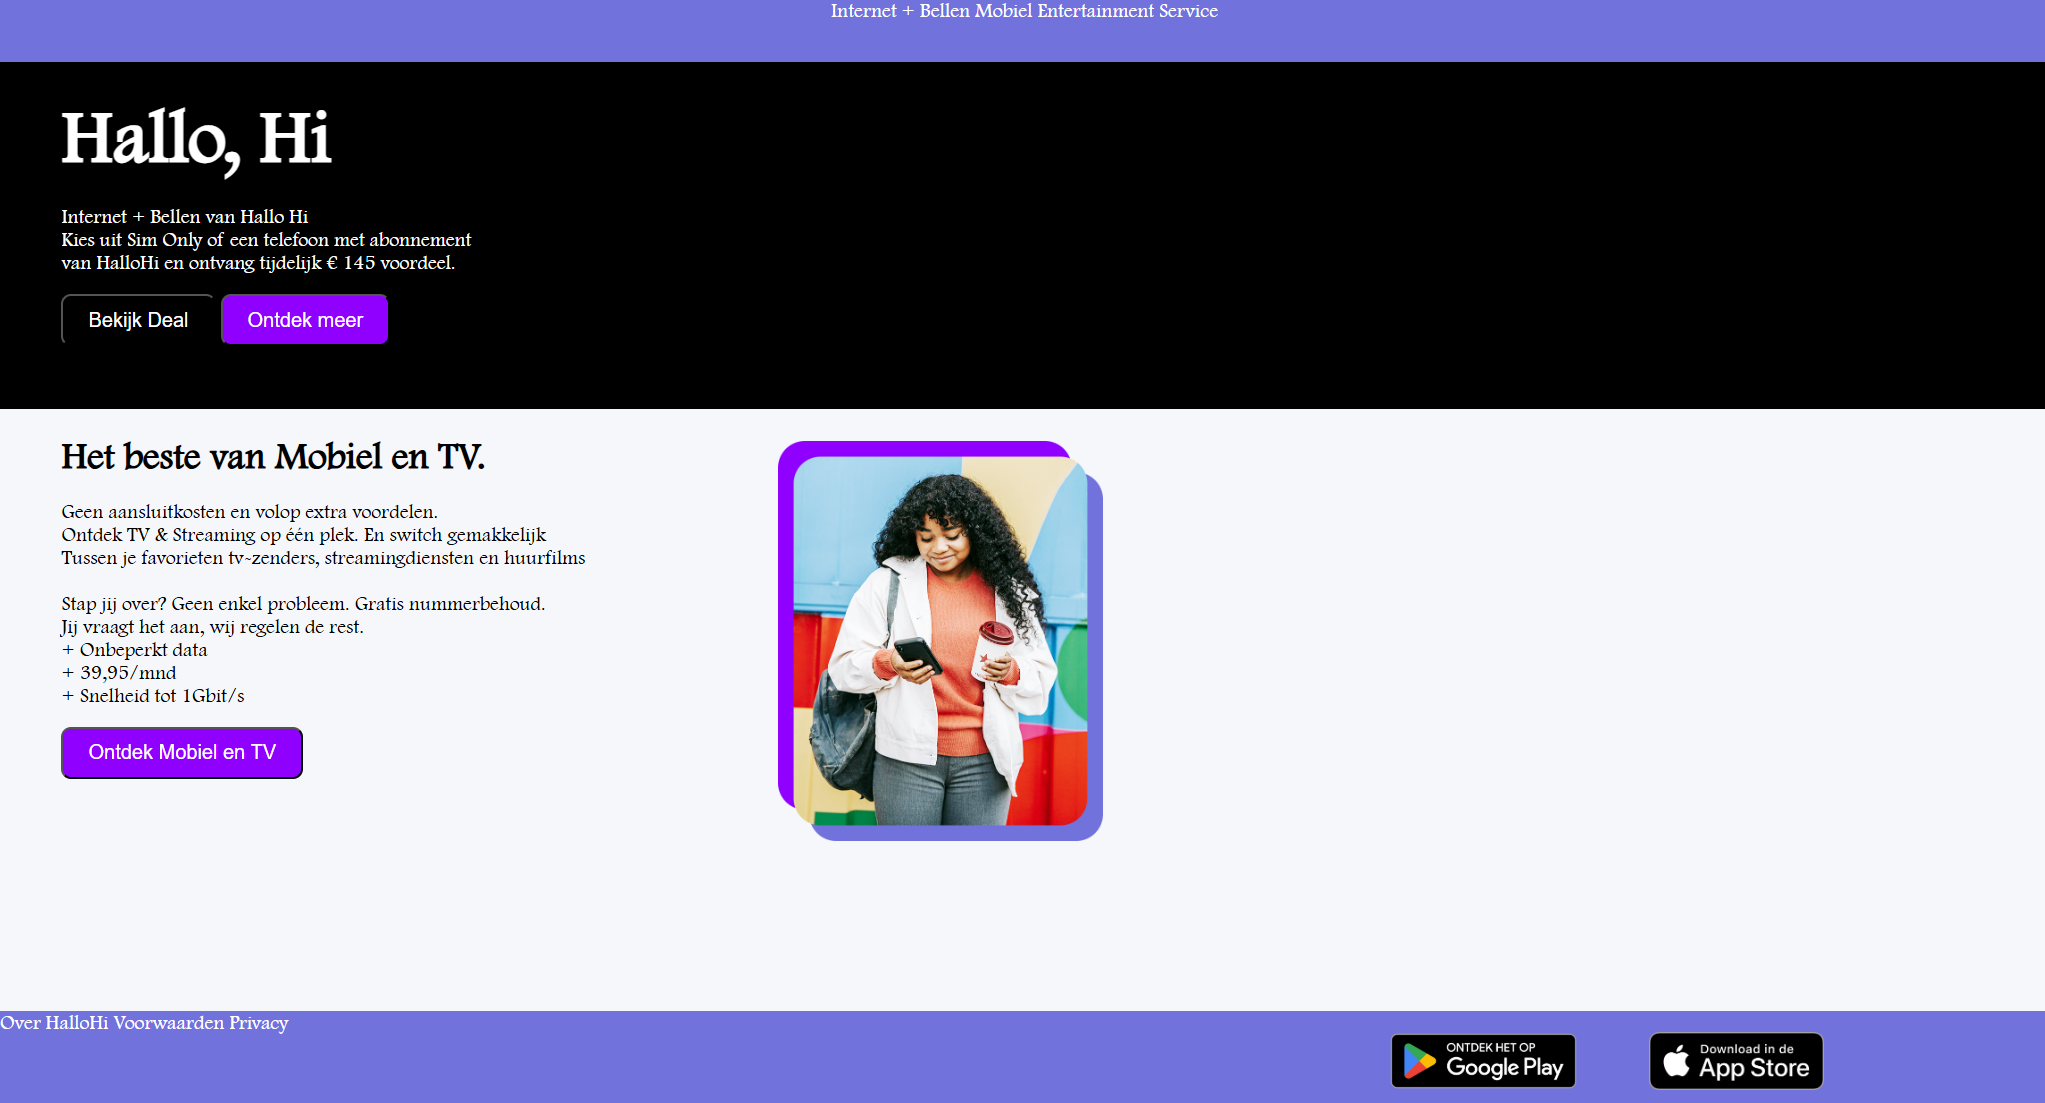 Internet + Bellen Mobiel Entertainment Service
Hallo, Hi
Internet + Bellen van Hallo Hi
Kies uit Sim Only of een telefoon met abonnement
van HalloHi en ontvang tijdelijk € 145 voordeel.
Bekijk Deal
Ontdek meer
Het beste van Mobiel en TV.
Geen aansluitkosten en volop extra voordelen.
Ontdek TV & Streaming op één plek. En switch gemakkelijk
Tussen je favorieten tv-zenders, streamingdiensten en huurfilms
Stap jij over? Geen enkel probleem. Gratis nummerbehoud.
Jij vraagt het aan, wij regelen de rest.
+ Onbeperkt data
+ 39,95/mnd
+ Snelheid tot 1Gbit/s
Ontdek Mobiel en TV
Over HalloHi Voorwaarden Privacy
ONTDEK HET OP
Google Play
Download in de
App Store